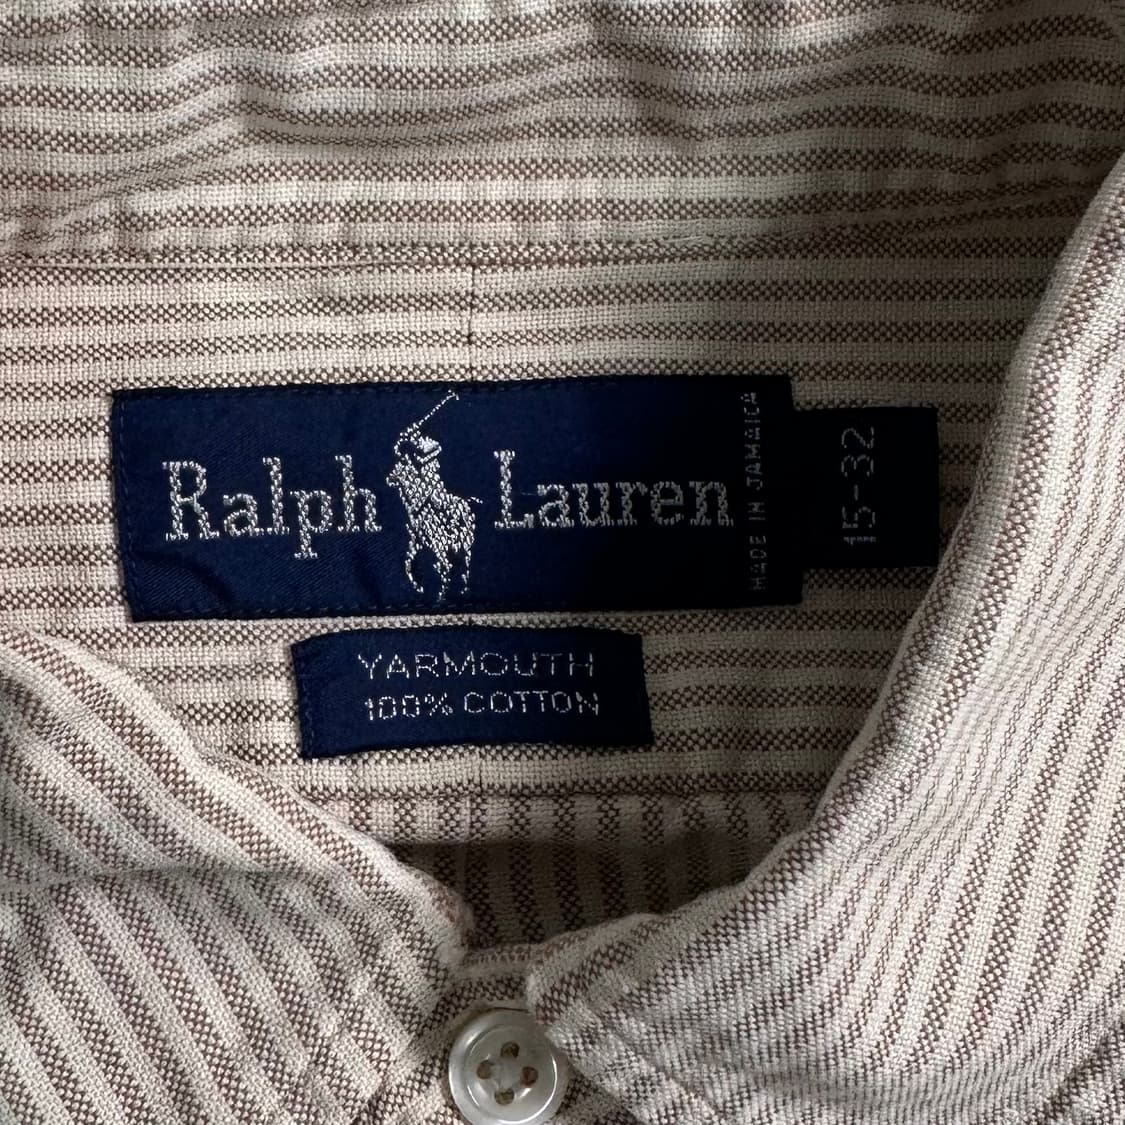 Ralph Lauren
MADE IN JAMAICA
15-32
YARMOUTH
100% COTTON